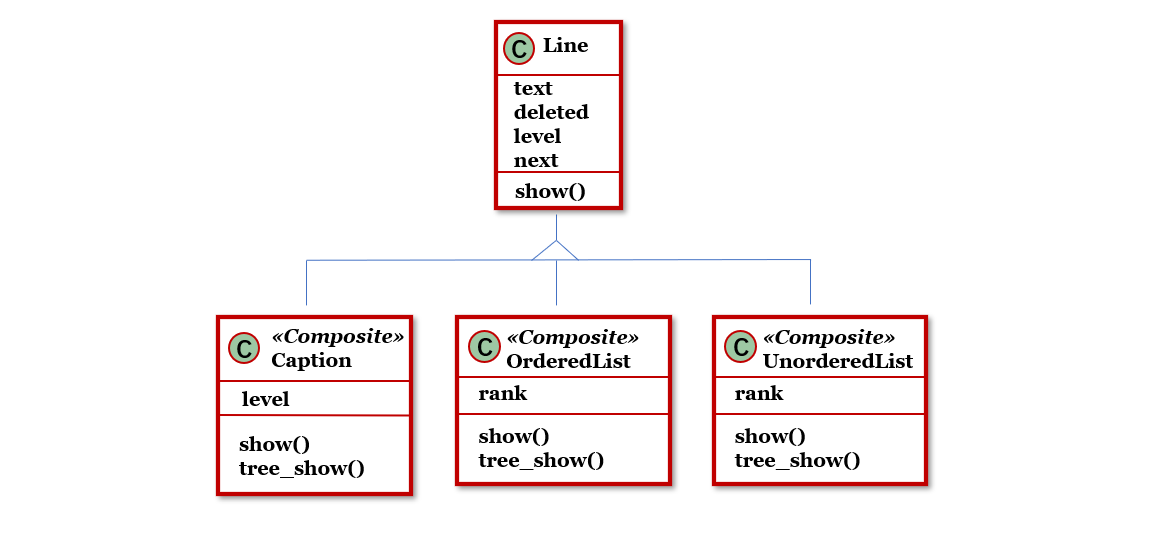 C Line
text
deleted
level
next
show()
C «Composite»
Caption
level
show()
tree_show()
C «Composite»
OrderedList
rank
show()
tree_show()
C «Composite»
UnorderedList
rank
show()
tree_show()